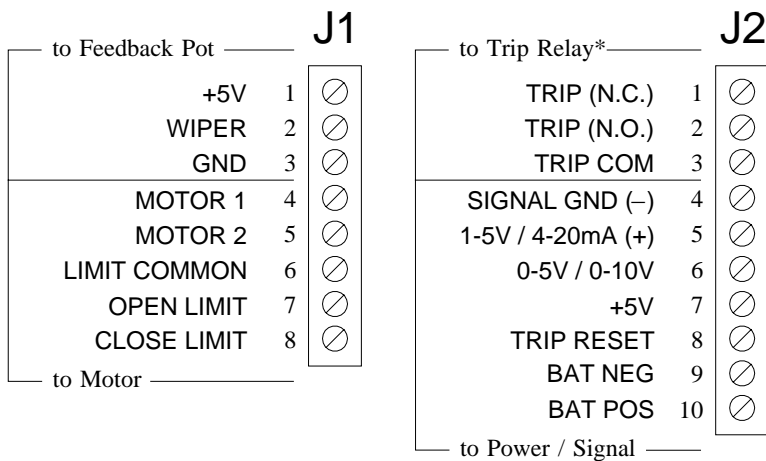 J1
to Feedback Pot
+5V 1
WIPER 2
GND 3
MOTOR 1 4
MOTOR 2 5
LIMIT COMMON 6
OPEN LIMIT 7
CLOSE LIMIT 8
to Motor
J2
to Trip Relay*
TRIP (N.C.) 1
TRIP (N.O.) 2
TRIP COM 3
SIGNAL GND (–) 4
1-5V / 4-20mA (+) 5
0-5V / 0-10V 6
+5V 7
TRIP RESET 8
BAT NEG 9
BAT POS 10
to Power / Signal